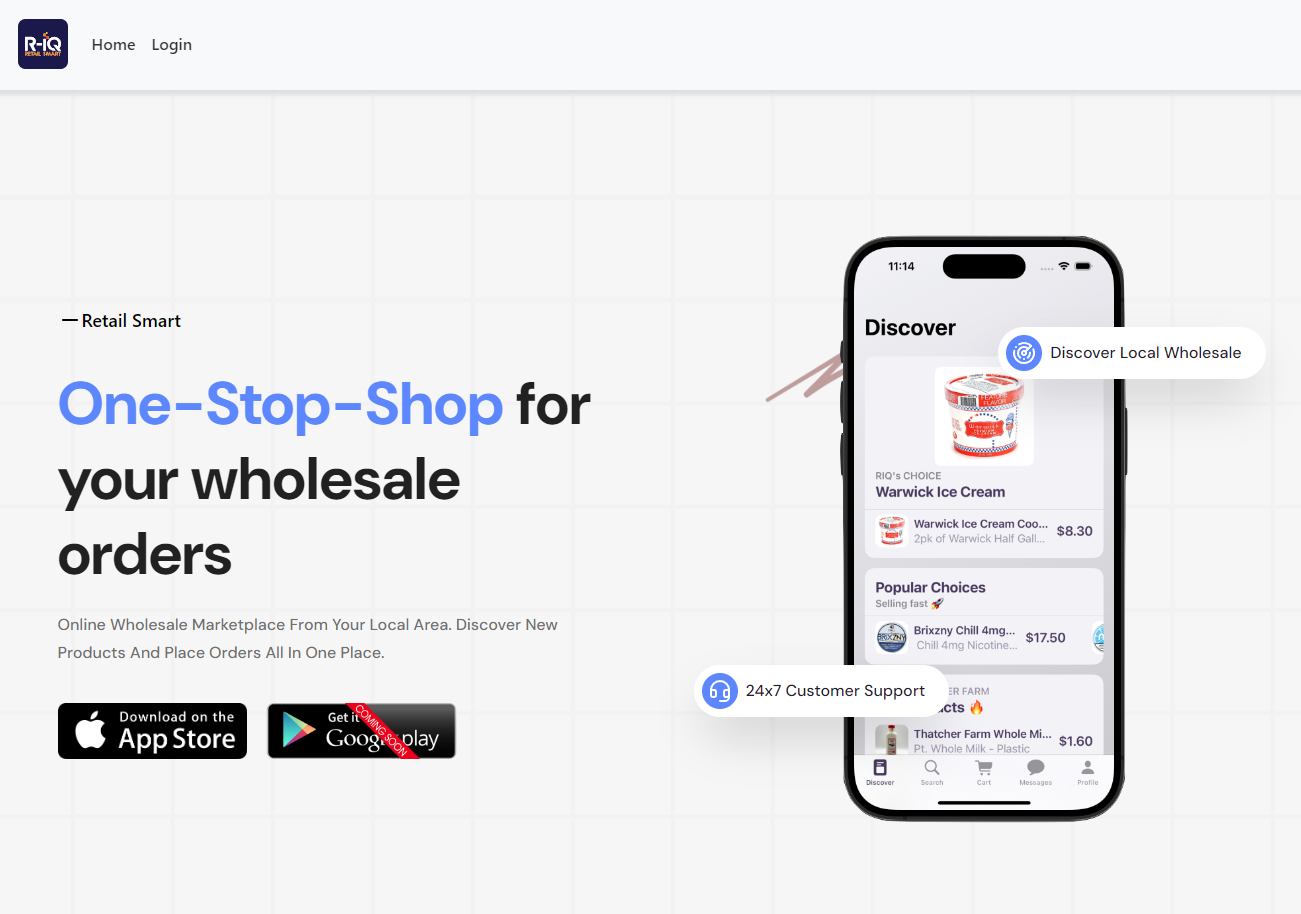 R-iQ
RETAIL SMART
Home
Login
Retail Smart
One-Stop-Shop for
your wholesale
orders
Online Wholesale Marketplace From Your Local Area. Discover New
Products And Place Orders All In One Place.
Download on the
App Store
Get it
Google play
COMING SOON
11:14
Discover
Discover Local Wholesale
FEATURE
FLAVOR
RIQ's CHOICE
Warwick Ice Cream
Warwick Ice Cream Coo...
$8.30
2pk of Warwick Half Gall...
Popular Choices
Selling fast 🚀
BRIXZNY
Brixzny Chill 4mg...
$17.50
Chill 4mg Nicotine...
24x7 Customer Support
ER FARM
cts 🔥
Thatcher Farm Whole Mi...
$1.60
Pt. Whole Milk - Plastic
Discover
Search
Cart
Messages
Profile